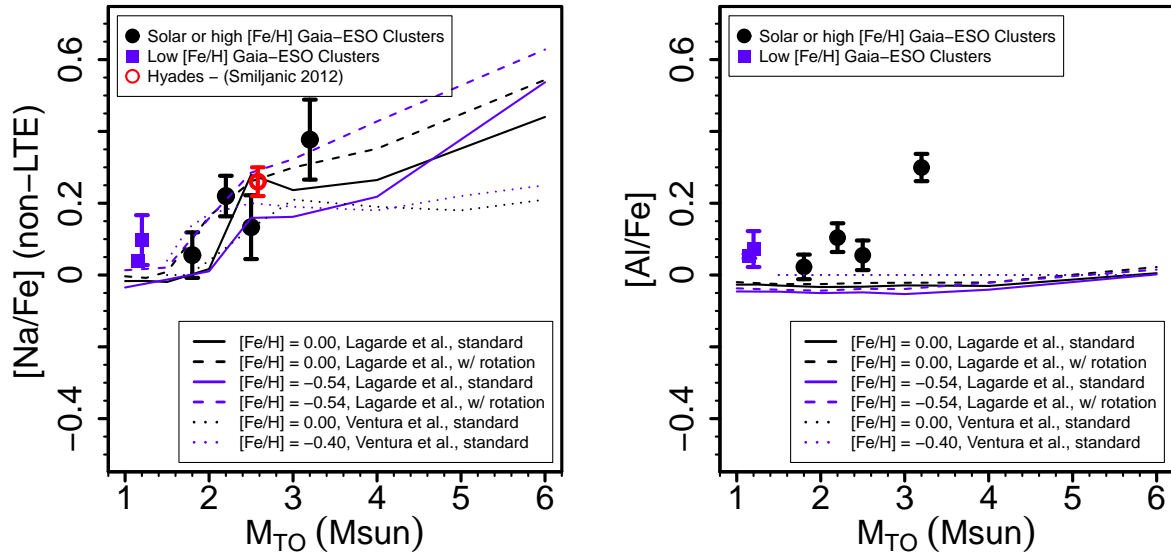 [Na/Fe] (non−LTE)
0.6
0.4
0.2
0
−0.4
Solar or high [Fe/H] Gaia−ESO Clusters
Low [Fe/H] Gaia−ESO Clusters
Hyades − (Smiljanic 2012)
[Fe/H] = 0.00, Lagarde et al., standard
[Fe/H] = 0.00, Lagarde et al., w/ rotation
[Fe/H] = −0.54, Lagarde et al., standard
[Fe/H] = −0.54, Lagarde et al., w/ rotation
[Fe/H] = 0.00, Ventura et al., standard
[Fe/H] = −0.40, Ventura et al., standard
1 2 3 4 5 6
MTO (Msun)
[Al/Fe]
0.6
0.4
0.2
0
−0.4
Solar or high [Fe/H] Gaia−ESO Clusters
Low [Fe/H] Gaia−ESO Clusters
[Fe/H] = 0.00, Lagarde et al., standard
[Fe/H] = 0.00, Lagarde et al., w/ rotation
[Fe/H] = −0.54, Lagarde et al., standard
[Fe/H] = −0.54, Lagarde et al., w/ rotation
[Fe/H] = 0.00, Ventura et al., standard
[Fe/H] = −0.40, Ventura et al., standard
1 2 3 4 5 6
MTO (Msun)